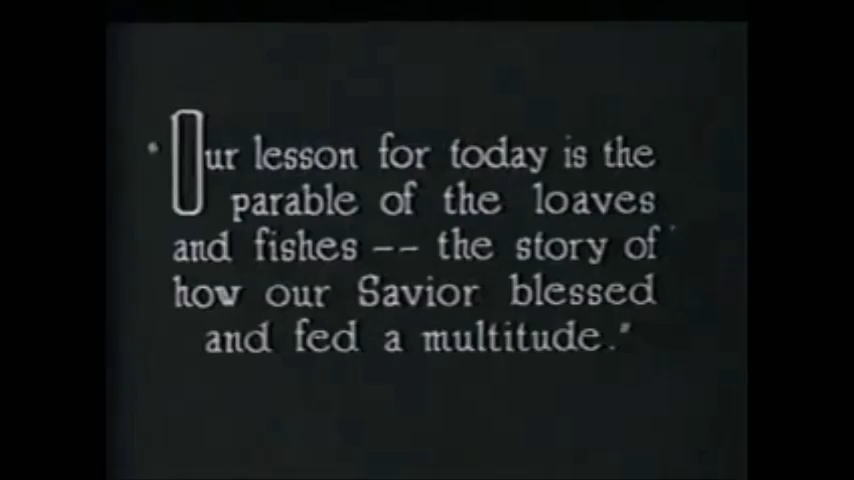 "Our lesson for today is the
parable of the loaves
and fishes -- the story of
how our Savior blessed
and fed a multitude."